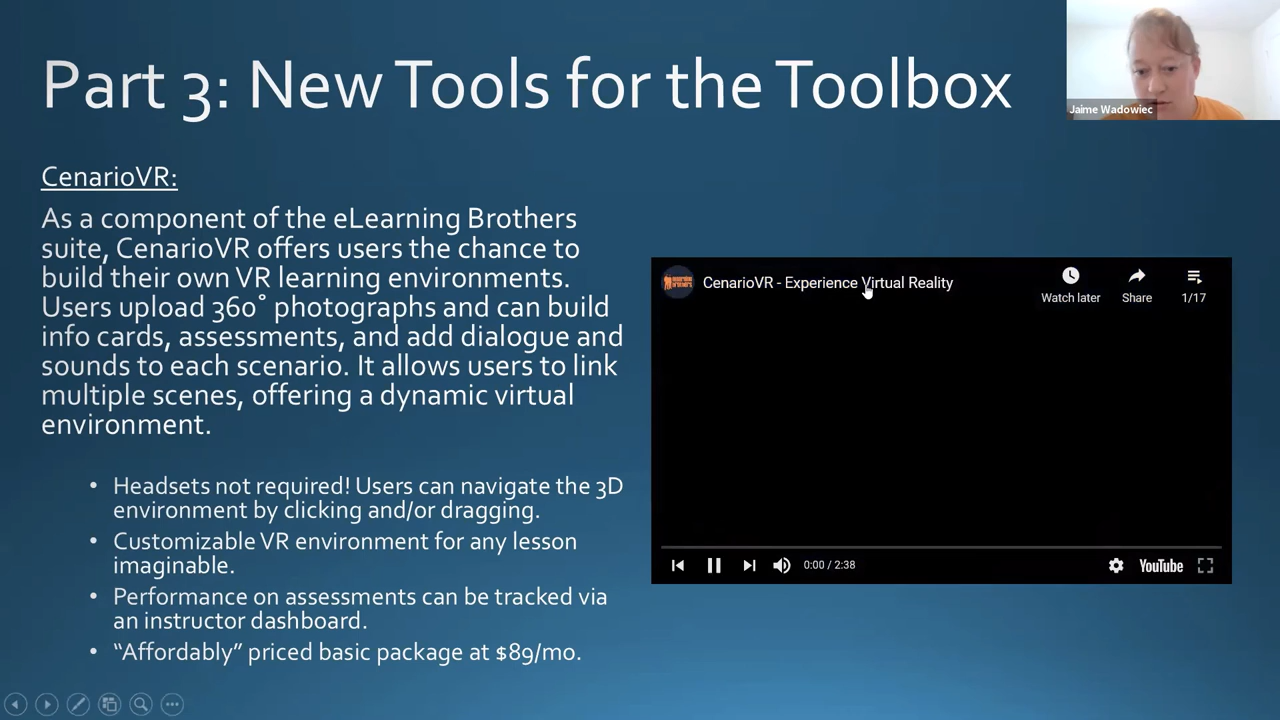 Part 3: New Tools for the Toolbox
Jaime Wadowiec
CenarioVR:
As a component of the eLearning Brothers
suite, CenarioVR offers users the chance to
build their own VR learning environments.
Users upload 360° photographs and can build
info cards, assessments, and add dialogue and
sounds to each scenario. It allows users to link
multiple scenes, offering a dynamic virtual
environment.
• Headsets not required! Users can navigate the 3D
environment by clicking and/or dragging.
• Customizable VR environment for any lesson
imaginable.
• Performance on assessments can be tracked via
an instructor dashboard.
• “Affordably” priced basic package at $89/mo.
CenarioVR - Experience Virtual Reality
Watch later
Share
1/17
0:00 / 2:38
YouTube